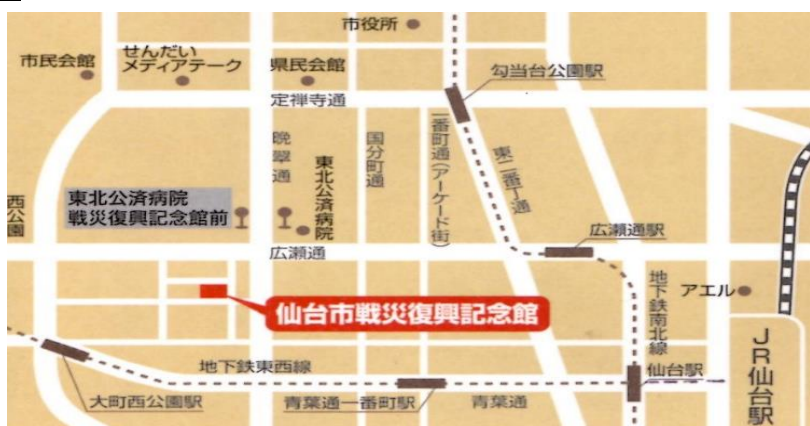 市役所
市民会館
せんだい
メディアテーク
県民会館
勾当台公園駅
定禅寺通
晩翠通
国分町通
一番町通(アーケード街)
東二番丁通
東北公済病院
西公園
東北公済病院
戦災復興記念館前
広瀬通駅
広瀬通
地下鉄南北線
アエル
仙台市戦災復興記念館
JR仙台駅
地下鉄東西線
仙台駅
大町西公園駅
青葉通一番町駅
青葉通